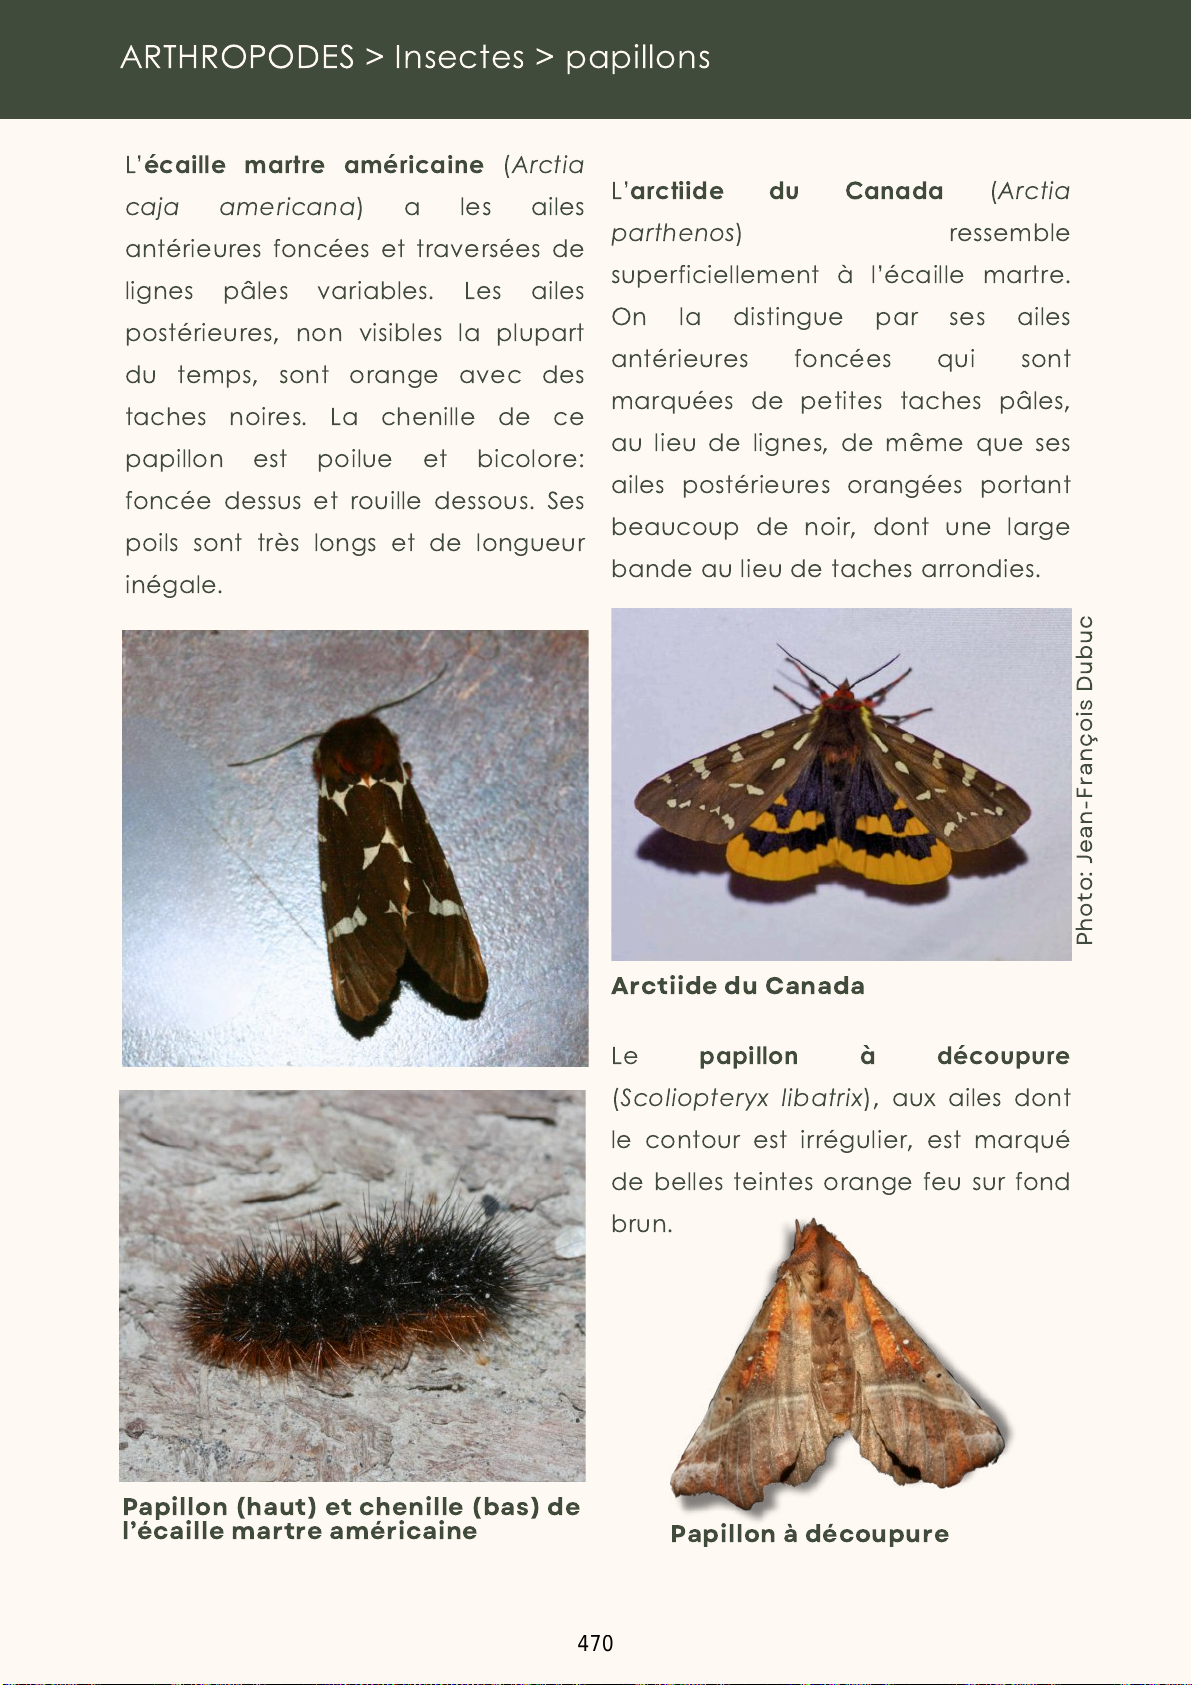 ARTHROPODES > Insectes > papillons
L'écaille martre américaine (Arctia
caja americana) a les ailes
antérieures foncées et traversées de
lignes pâles variables. Les ailes
postérieures, non visibles la plupart
du temps, sont orange avec des
taches noires. La chenille de ce
papillon est poilue et bicolore:
foncée dessus et rouille dessous. Ses
poils sont très longs et de longueur
inégale.
Papillon (haut) et chenille (bas) de
l'écaille martre américaine
L'arctiide du Canada (Arctia
parthenos) ressemble
superficiellement à l'écaille martre.
On la distingue par ses ailes
antérieures foncées qui sont
marquées de petites taches pâles,
au lieu de lignes, de même que ses
ailes postérieures orangées portant
beaucoup de noir, dont une large
bande au lieu de taches arrondies.
Photo: Jean-François Dubuc
Arctiide du Canada
Le papillon à découpure
(Scoliopteryx libatrix), aux ailes dont
le contour est irrégulier, est marqué
de belles teintes orange feu sur fond
brun.
Papillon à découpure
470